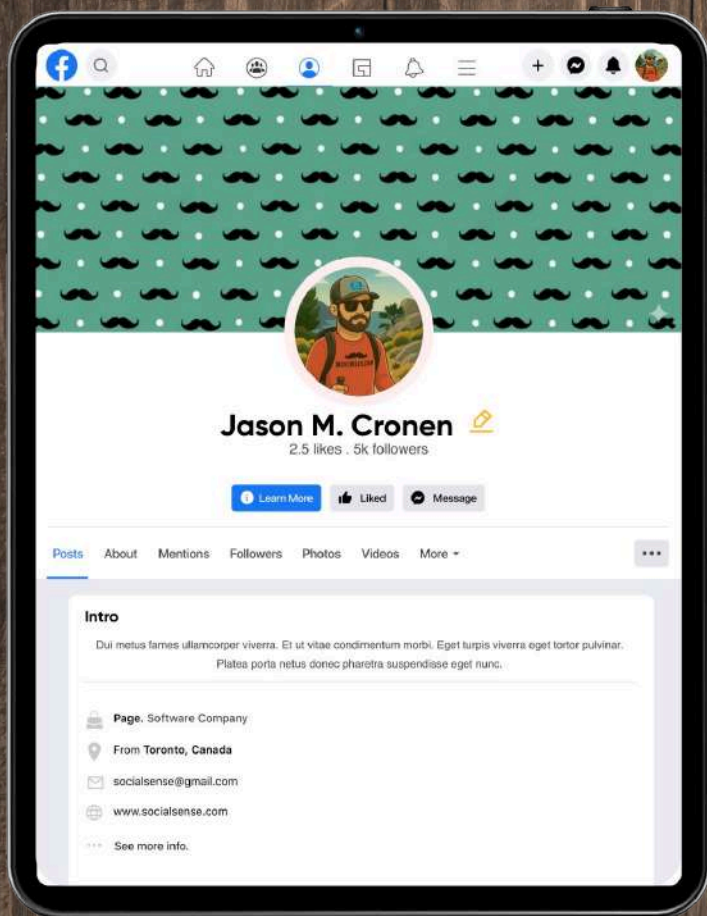 Jason M. Cronen
2.5 likes . 5k followers
Learn More
Liked
Message
Posts
About
Mentions
Followers
Photos
Videos
More
Intro
Dui metus fames ullamcorper viverra. Et ut vitae condimentum morbi. Eget turpis viverra eget tortor pulvinar.
Platea porta netus donec pharetra suspendisse eget nunc.
Page. Software Company
From Toronto, Canada
socialsense@gmail.com
www.socialsense.com
See more info.